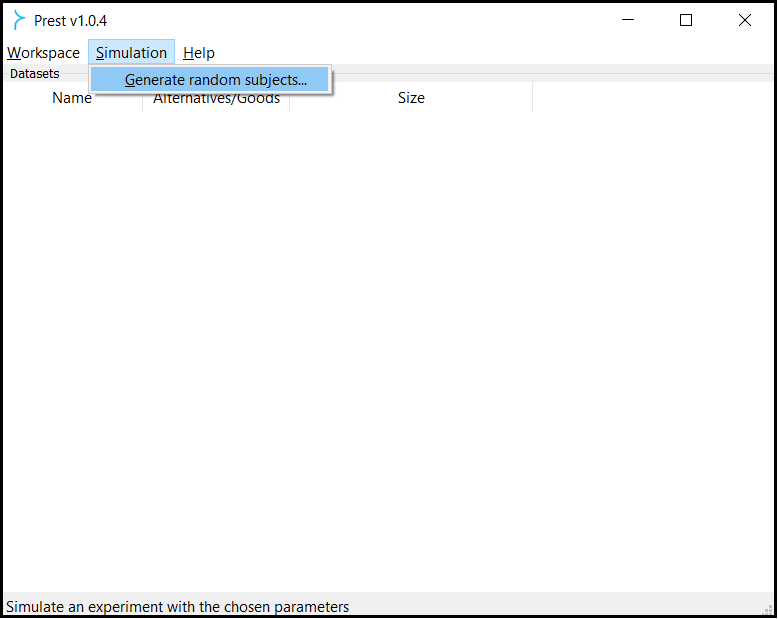 Prest v1.0.4
Workspace Simulation Help
Datasets
Generate random subjects...
Name Alternatives/Goods Size
Simulate an experiment with the chosen parameters